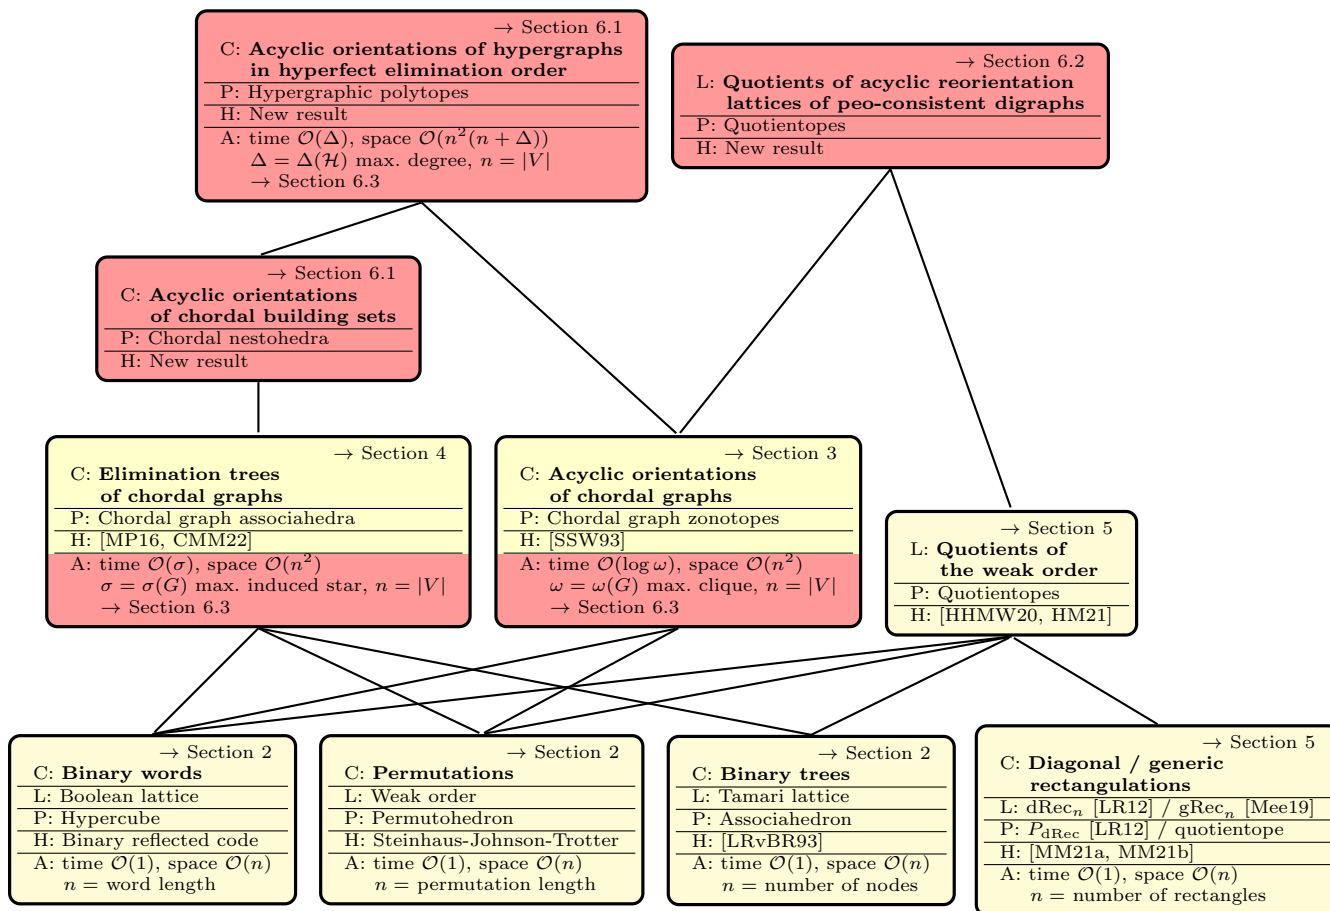 → Section 6.1
C: Acyclic orientations of hypergraphs
in hyperfect elimination order
P: Hypergraphic polytopes
H: New result
A: time 𝒪(Δ), space 𝒪(n²(n + Δ))
Δ = Δ(ℋ) max. degree, n = |V|
→ Section 6.3
→ Section 6.2
L: Quotients of acyclic reorientation
lattices of peo-consistent digraphs
P: Quotientopes
H: New result
→ Section 6.1
C: Acyclic orientations
of chordal building sets
P: Chordal nestohedra
H: New result
→ Section 4
C: Elimination trees
of chordal graphs
P: Chordal graph associahedra
H: [MP16, CMM22]
A: time 𝒪(σ), space 𝒪(n²)
σ = σ(G) max. induced star, n = |V|
→ Section 6.3
→ Section 3
C: Acyclic orientations
of chordal graphs
P: Chordal graph zonotopes
H: [SSW93]
A: time 𝒪(log ω), space 𝒪(n²)
ω = ω(G) max. clique, n = |V|
→ Section 6.3
→ Section 5
L: Quotients of
the weak order
P: Quotientopes
H: [HHMW20, HM21]
→ Section 2
C: Binary words
L: Boolean lattice
P: Hypercube
H: Binary reflected code
A: time 𝒪(1), space 𝒪(n)
n = word length
→ Section 2
C: Permutations
L: Weak order
P: Permutohedron
H: Steinhaus-Johnson-Trotter
A: time 𝒪(1), space 𝒪(n)
n = permutation length
→ Section 2
C: Binary trees
L: Tamari lattice
P: Associahedron
H: [LRvBR93]
A: time 𝒪(1), space 𝒪(n)
n = number of nodes
→ Section 5
C: Diagonal / generic
rectangulations
L: dRecₙ [LR12] / gRecₙ [Mee19]
P: P_dRec [LR12] / quotientope
H: [MM21a, MM21b]
A: time 𝒪(1), space 𝒪(n)
n = number of rectangles